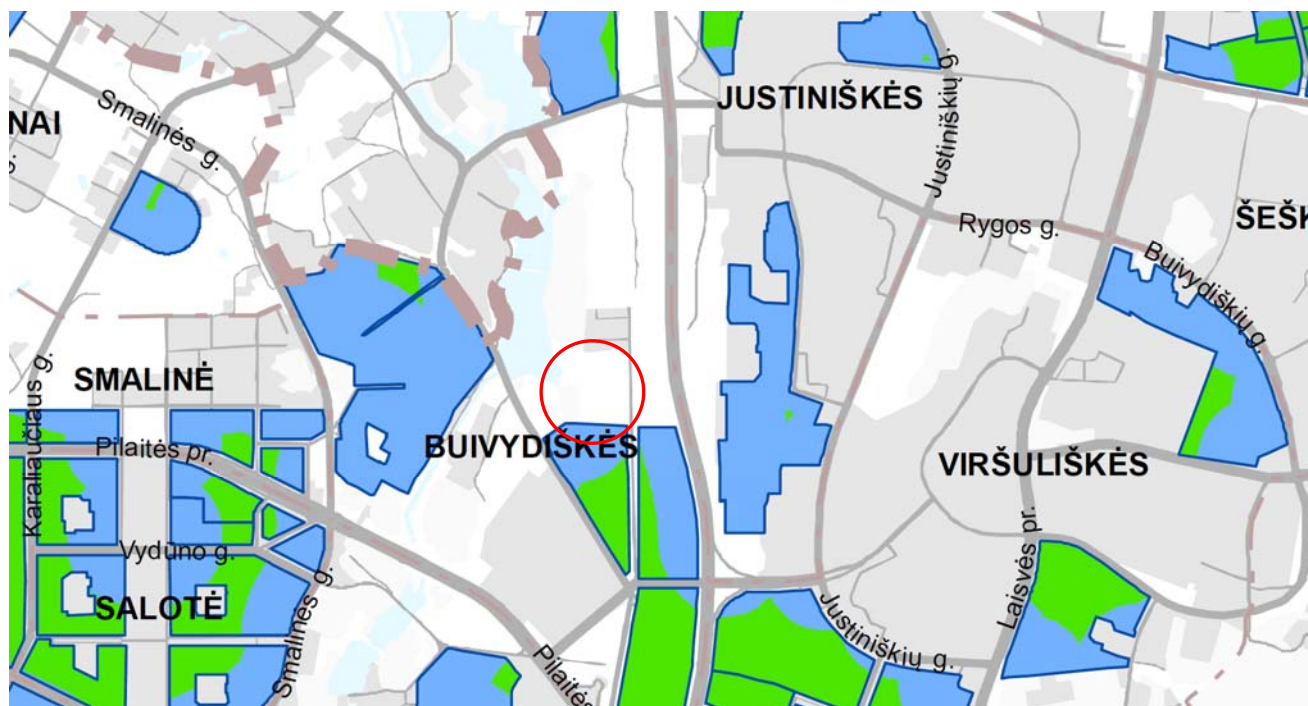 JUSTINIŠKĖS
Justiniškių g.
Smalinės g.
NAI
Rygos g.
ŠEŠK
Buivydiškių g.
Karaliaučiaus g.
SMALINĖ
Pilaitės pr.
BUIVYDIŠKĖS
VIRŠULIŠKĖS
Vydūno g.
Laisvės pr.
SALOTĖ
Smalinės g.
Justiniškių g.
Pilaitės